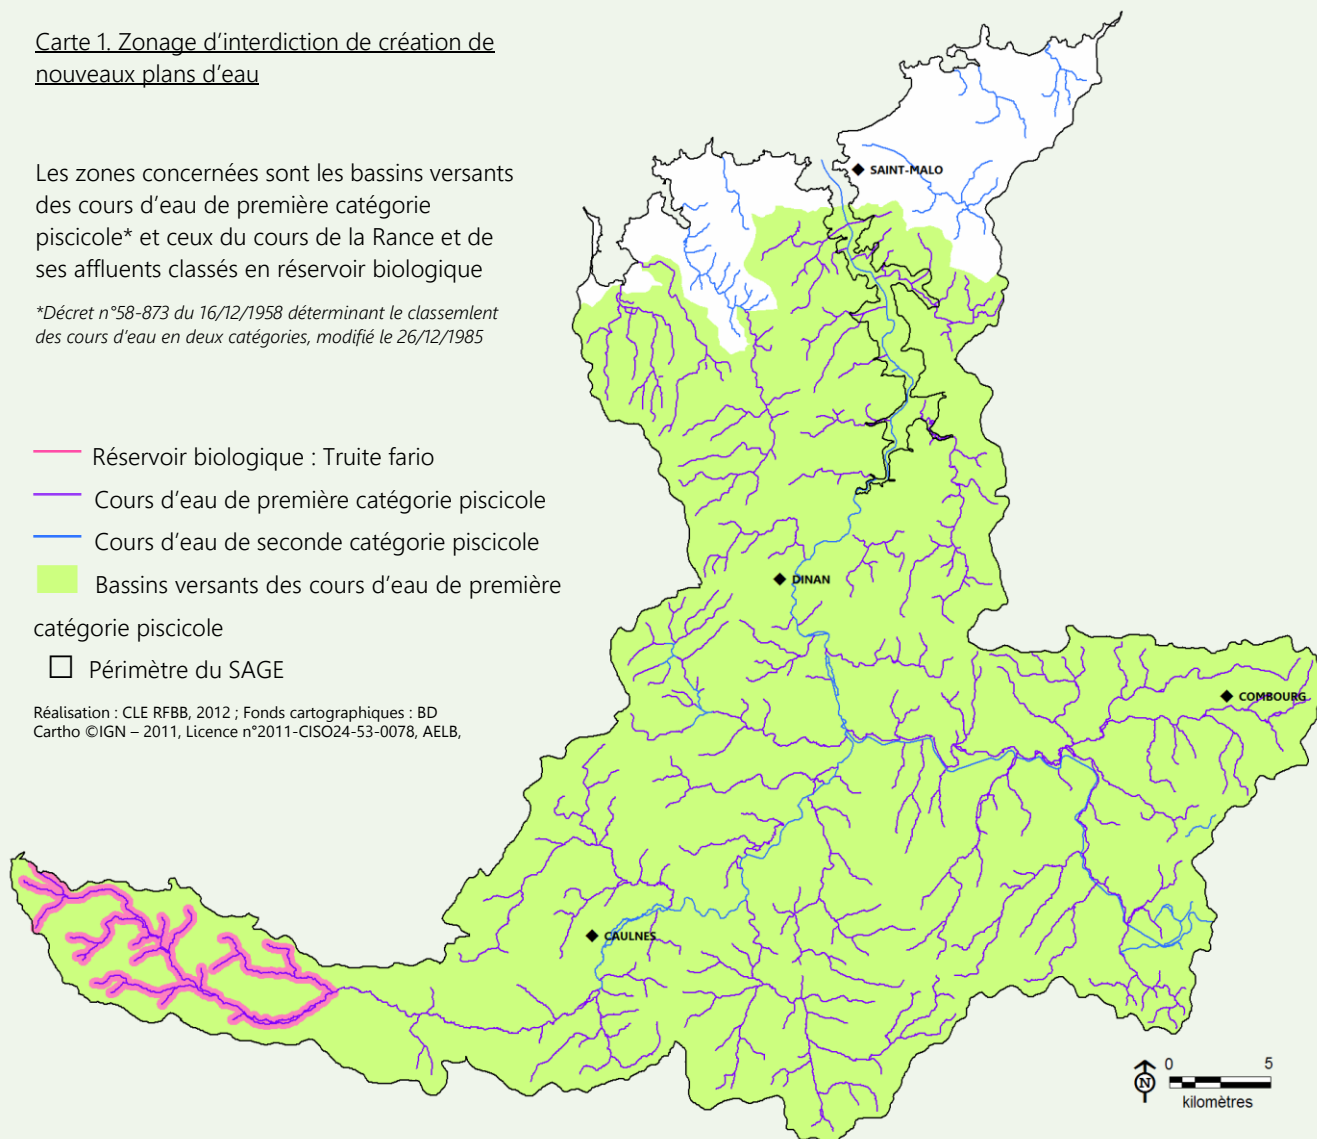 Carte 1. Zonage d'interdiction de création de
nouveaux plans d'eau
Les zones concernées sont les bassins versants
des cours d'eau de première catégorie
piscicole* et ceux du cours de la Rance et de
ses affluents classés en réservoir biologique
*Décret n°58-873 du 16/12/1958 déterminant le classemlent
des cours d'eau en deux catégories, modifié le 26/12/1985
Réservoir biologique : Truite fario
Cours d'eau de première catégorie piscicole
Cours d'eau de seconde catégorie piscicole
Bassins versants des cours d'eau de première
catégorie piscicole
Périmètre du SAGE
Réalisation : CLE RFBB, 2012 ; Fonds cartographiques : BD
Cartho ©IGN – 2011, Licence n°2011-CISO24-53-0078, AELB,
SAINT-MALO
DINAN
COMBOURG
CAULNES
N
0 5
kilomètres